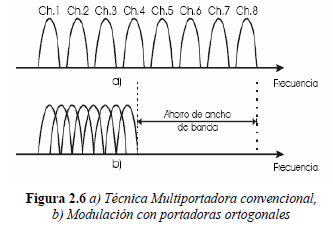 Ch.1 Ch.2 Ch.3 Ch.4 Ch.5 Ch.6 Ch.7 Ch.8
a)
Frecuencia
Ahorro de ancho
de banda
b)
Frecuencia
Figura 2.6 a) Técnica Multiportadora convencional,
b) Modulación con portadoras ortogonales